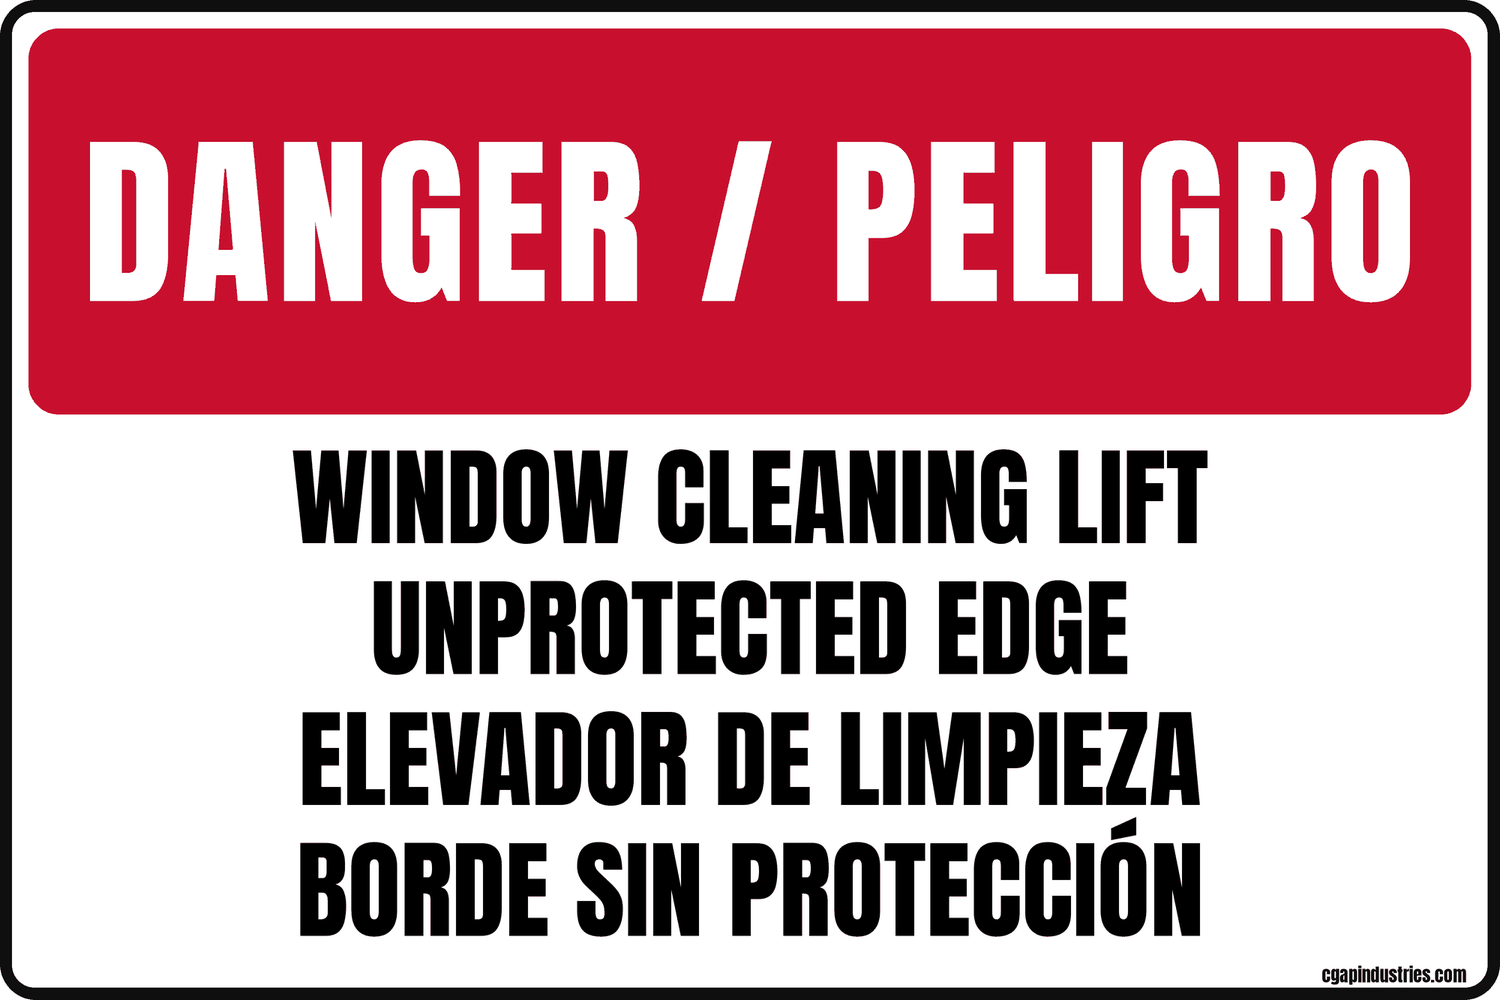 DANGER / PELIGRO
WINDOW CLEANING LIFT
UNPROTECTED EDGE
ELEVADOR DE LIMPIEZA
BORDE SIN PROTECCIÓN
cgapindustries.com